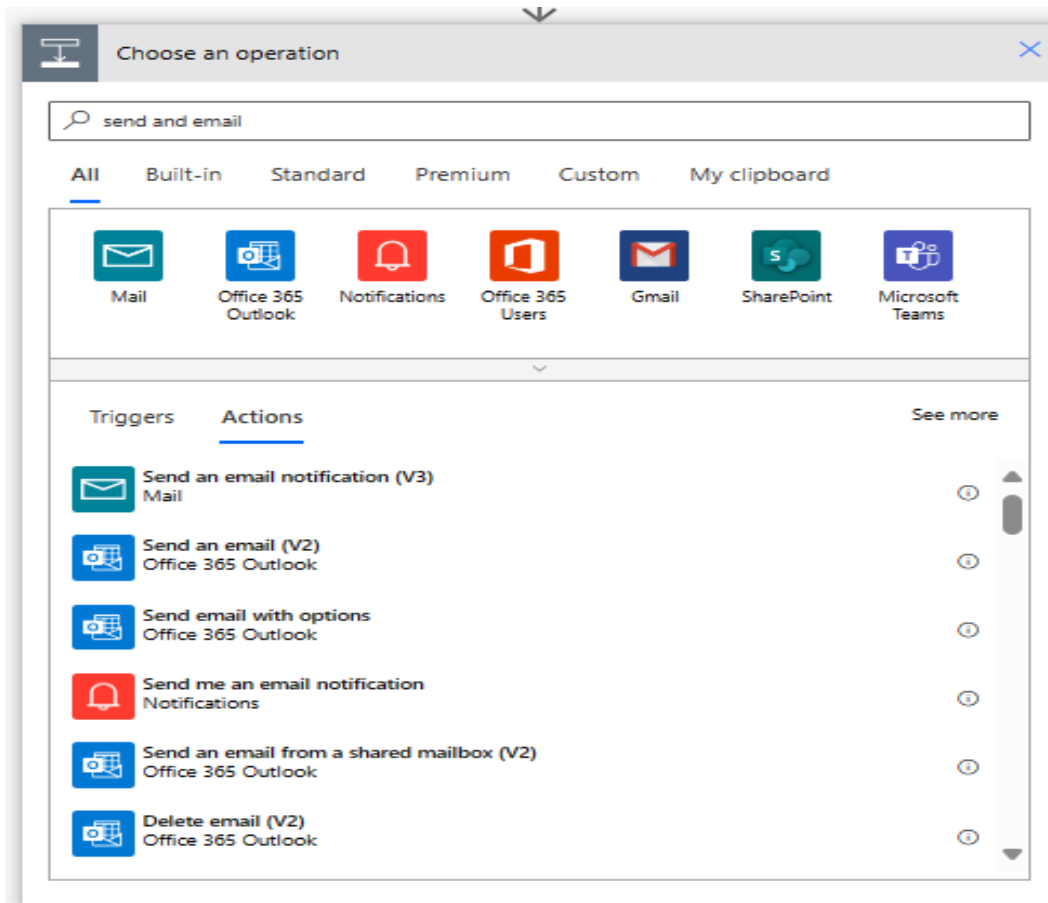 Choose an operation
send and email
All Built-in Standard Premium Custom My clipboard
Mail Office 365 Outlook Notifications Office 365 Users Gmail SharePoint Microsoft Teams
Triggers Actions See more
Send an email notification (V3)
Mail
Send an email (V2)
Office 365 Outlook
Send email with options
Office 365 Outlook
Send me an email notification
Notifications
Send an email from a shared mailbox (V2)
Office 365 Outlook
Delete email (V2)
Office 365 Outlook